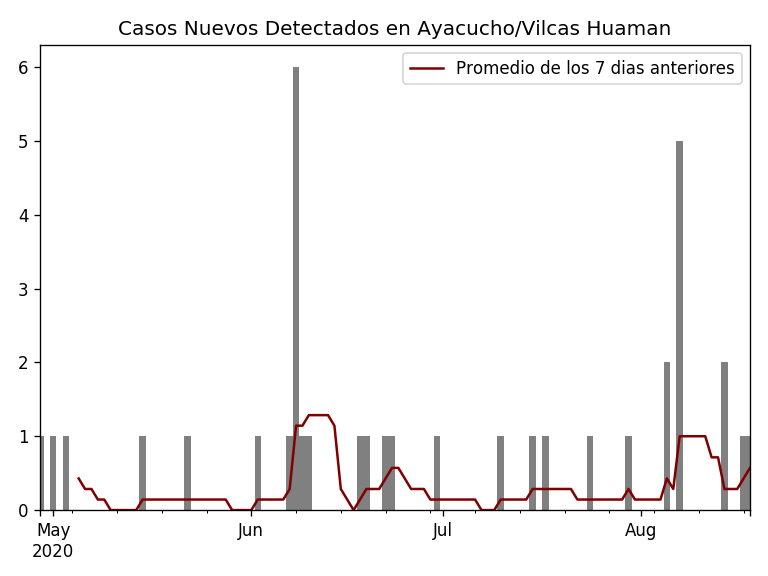 Casos Nuevos Detectados en Ayacucho/Vilcas Huaman
Promedio de los 7 dias anteriores
6
5
4
3
2
1
0
May Jun Jul Aug
2020